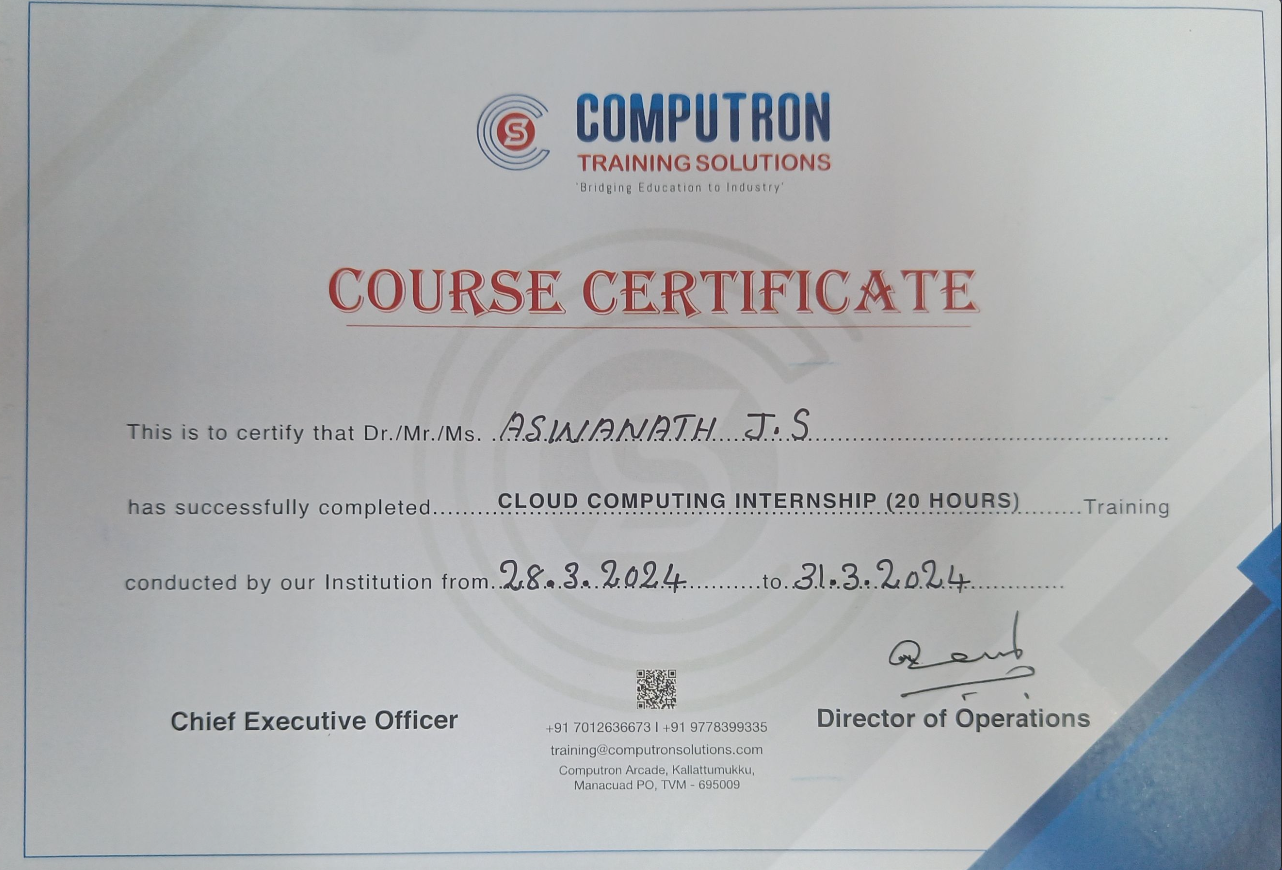 COMPUTRON
TRAINING SOLUTIONS
'Bridging Education to Industry'
COURSE CERTIFICATE
This is to certify that Dr./Mr./Ms. ASWANATH J.S
has successfully completed CLOUD COMPUTING INTERNSHIP (20 HOURS) Training
conducted by our Institution from 28.3.2024 to 31.3.2024
Chief Executive Officer
Director of Operations
+91 7012636673 I +91 9778399335
training@computronsolutions.com
Computron Arcade, Kallattumukku,
Manacuad PO, TVM - 695009